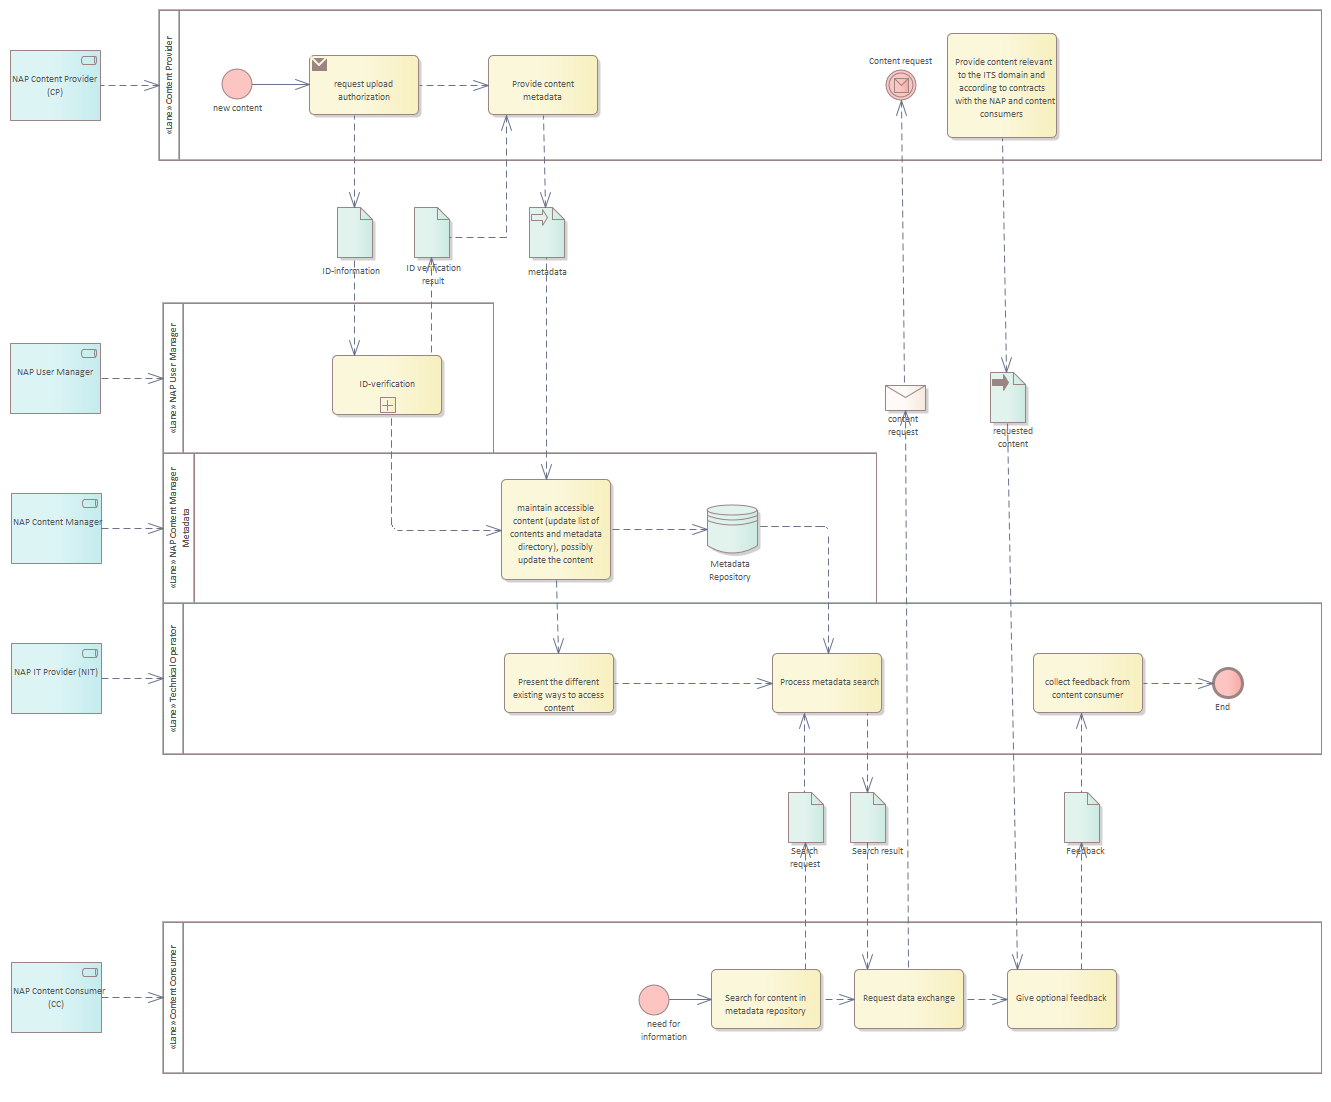 NAP Content Provider
(CP)
«Lane» Content Provider
new content
request upload
authorization
Provide content
metadata
Content request
Provide content relevant
to the ITS domain and
according to contracts
with the NAP and content
consumers
ID-information
ID verification
result
metadata
NAP User Manager
«Lane» NAP User Manager
ID-verification
content
request
requested
content
NAP Content Manager
«Lane» NAP Content Manager
Metadata
maintain accessible
content (update list of
contents and metadata
directory), possibly
update the content
Metadata
Repository
NAP IT Provider (NIT)
«Lane» Technical Operator
Present the different
existing ways to access
content
Process metadata search
collect feedback from
content consumer
End
Search
request
Search result
Feedback
NAP Content Consumer
(CC)
«Lane» Content Consumer
need for
information
Search for content in
metadata repository
Request data exchange
Give optional feedback